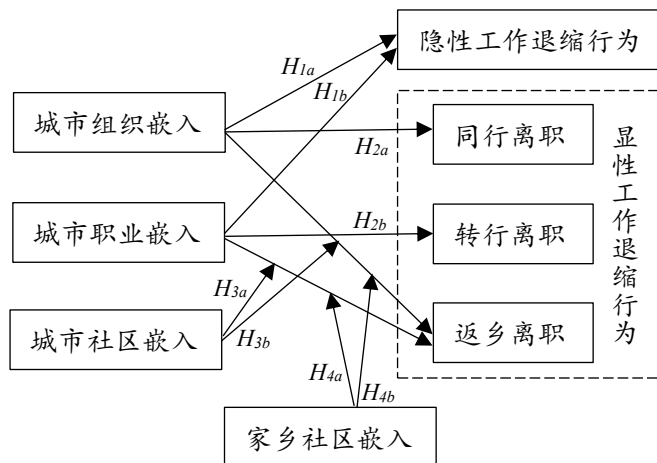 隐性工作退缩行为
H1a
H1b
城市组织嵌入
同行离职
H2a
显性工作退缩行为
城市职业嵌入
H2b
转行离职
H3a
城市社区嵌入
H3b
返乡离职
H4a
H4b
家乡社区嵌入